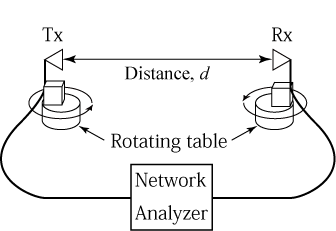 Tx Rx
Distance, d
Rotating table
Network
Analyzer